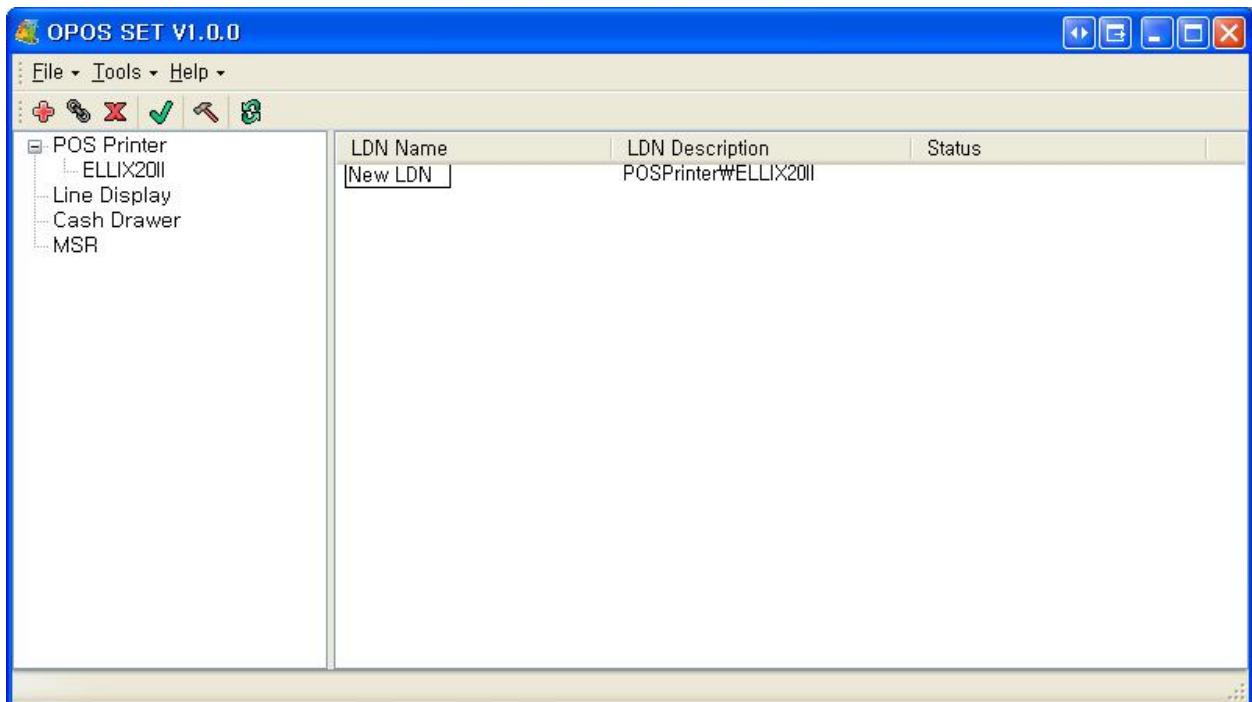 OPOS SET V1.0.0
File Tools Help
POS Printer
ELLIX20II
Line Display
Cash Drawer
MSR
LDN Name LDN Description Status
New LDN POSPrinter₩ELLIX20II